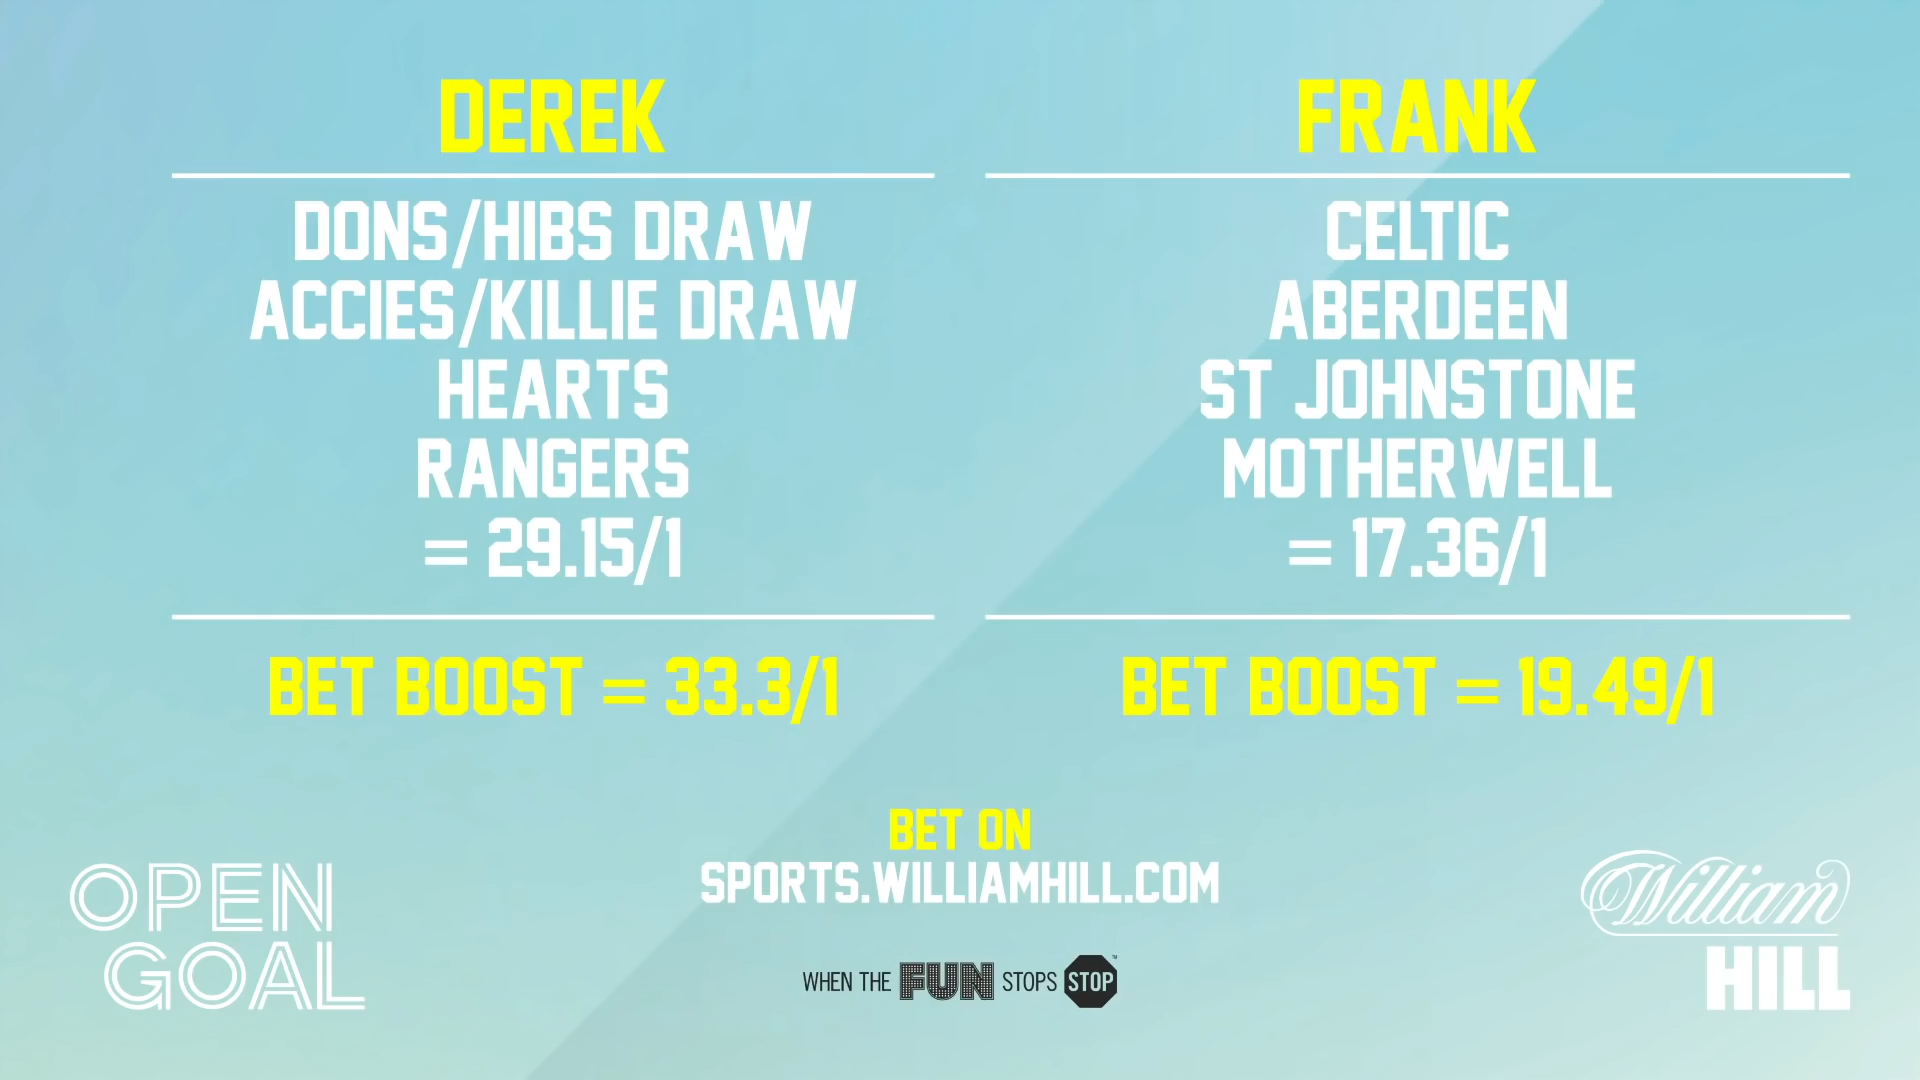 DEREK
DONS/HIBS DRAW
ACCIES/KILLIE DRAW
HEARTS
RANGERS
= 29.15/1
BET BOOST = 33.3/1
FRANK
CELTIC
ABERDEEN
ST JOHNSTONE
MOTHERWELL
= 17.36/1
BET BOOST = 19.49/1
BET ON
SPORTS.WILLIAMHILL.COM
WHEN THE FUN STOPS STOP™
OPEN
GOAL
William
HILL